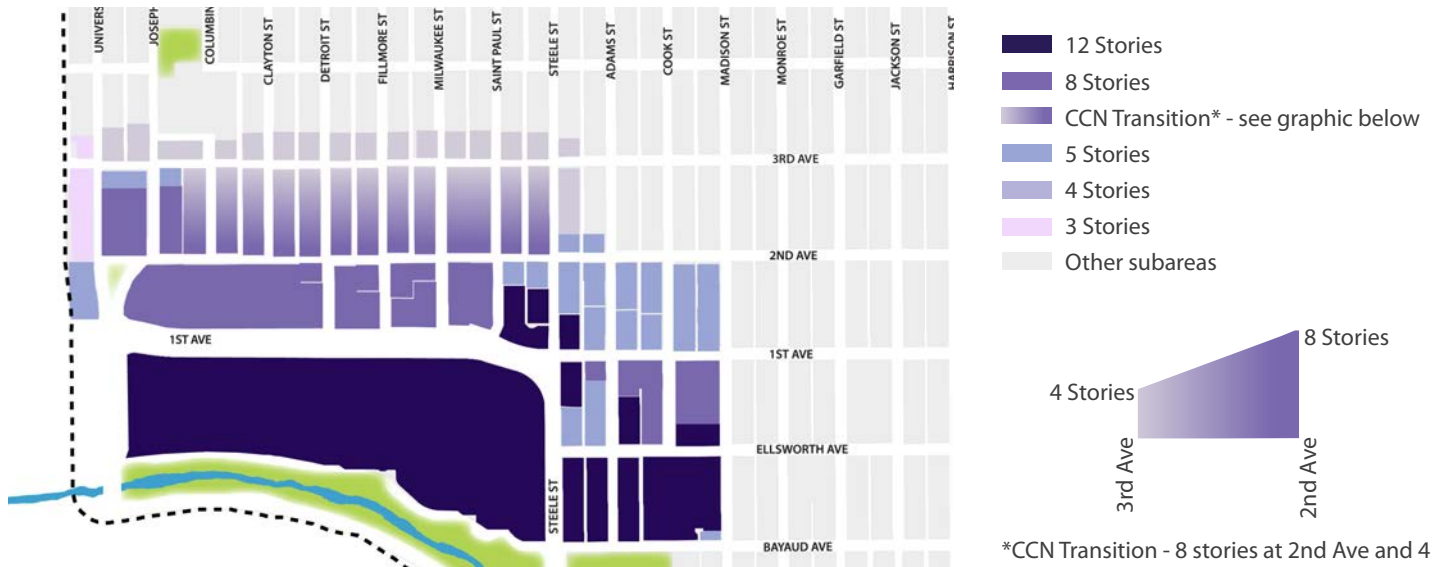 UNIVERS
JOSEPH
COLUMBIN
CLAYTON ST
DETROIT ST
FILLMORE ST
MILWAUKEE ST
SAINT PAUL ST
STEELE ST
ADAMS ST
COOK ST
MADISON ST
MONROE ST
GARFIELD ST
JACKSON ST
HARRISON ST
3RD AVE
2ND AVE
1ST AVE
1ST AVE
ELLSWORTH AVE
STEELE ST
BAYAUD AVE
12 Stories
8 Stories
CCN Transition* - see graphic below
5 Stories
4 Stories
3 Stories
Other subareas
8 Stories
4 Stories
3rd Ave
2nd Ave
*CCN Transition - 8 stories at 2nd Ave and 4